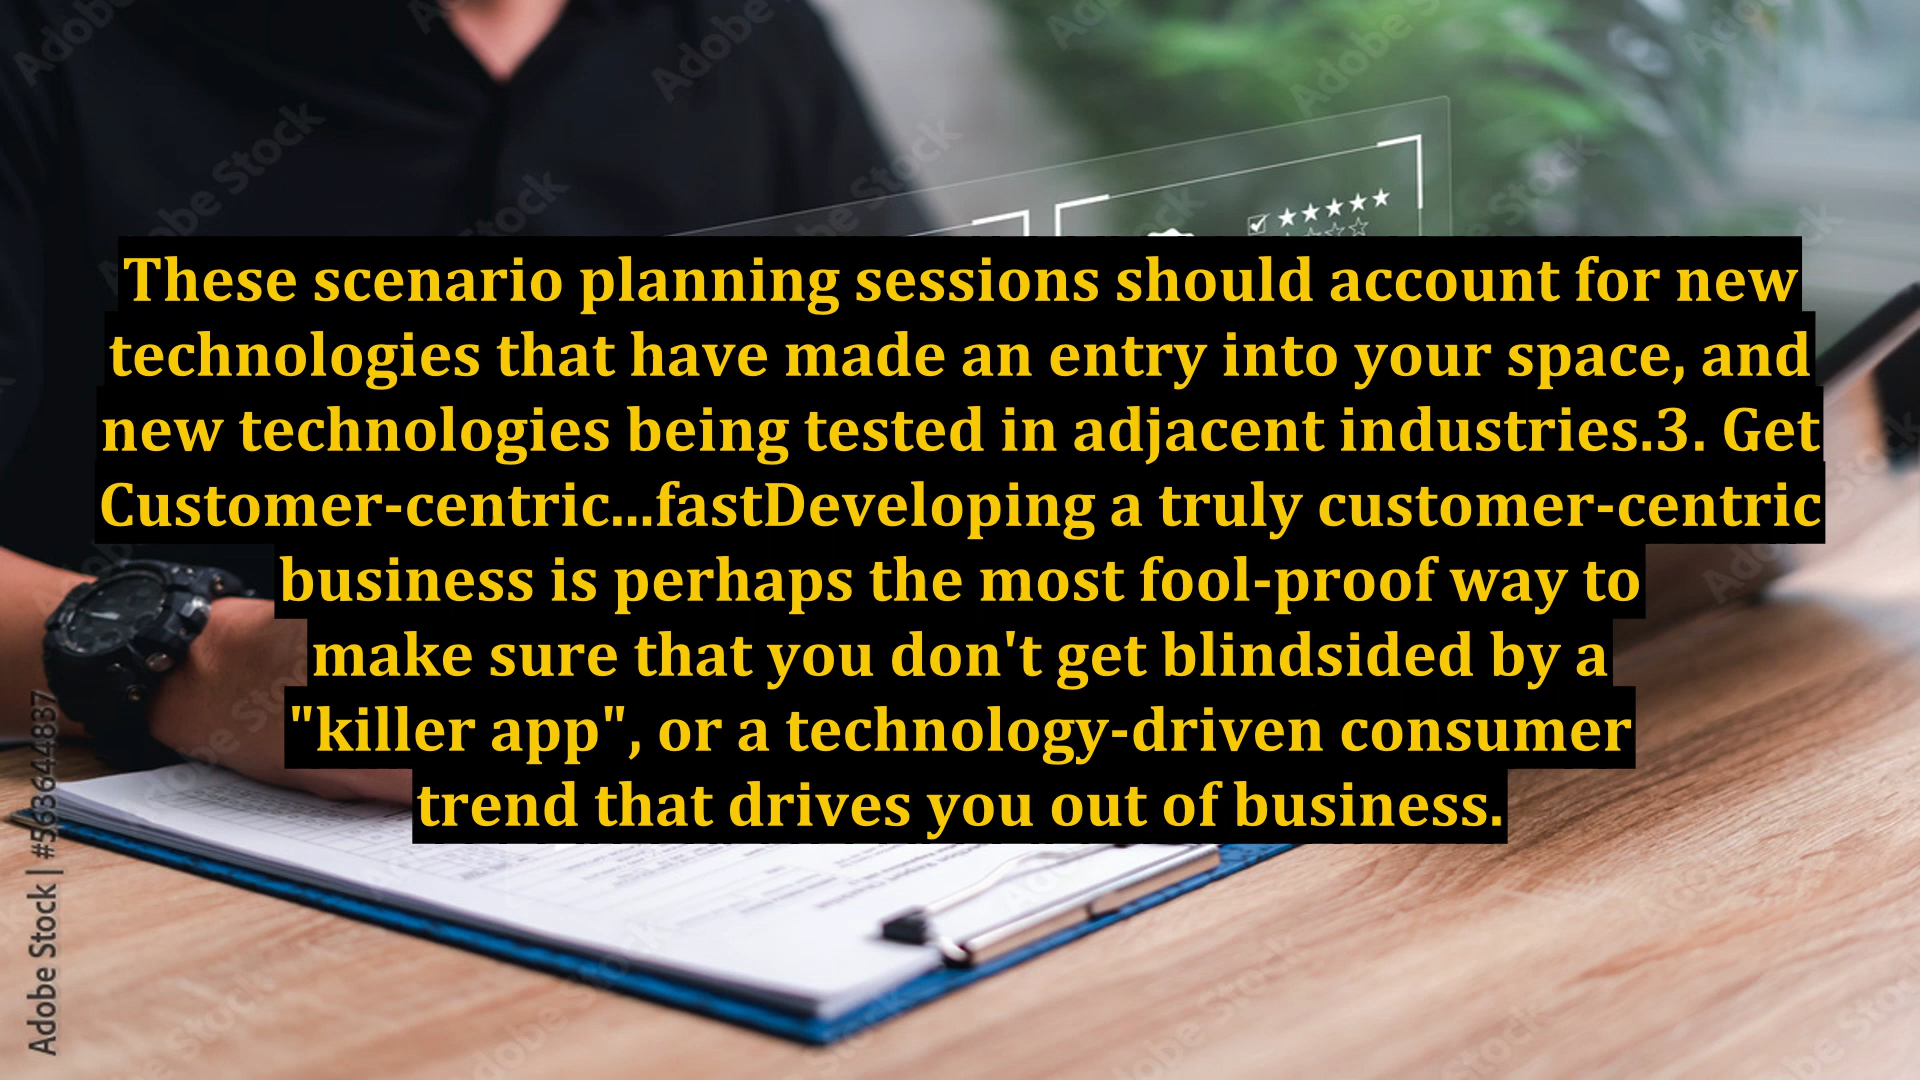 These scenario planning sessions should account for new
technologies that have made an entry into your space, and
new technologies being tested in adjacent industries.3. Get
Customer-centric...fastDeveloping a truly customer-centric
business is perhaps the most fool-proof way to
make sure that you don't get blindsided by a
"killer app", or a technology-driven consumer
trend that drives you out of business.
Adobe Stock | #563644837